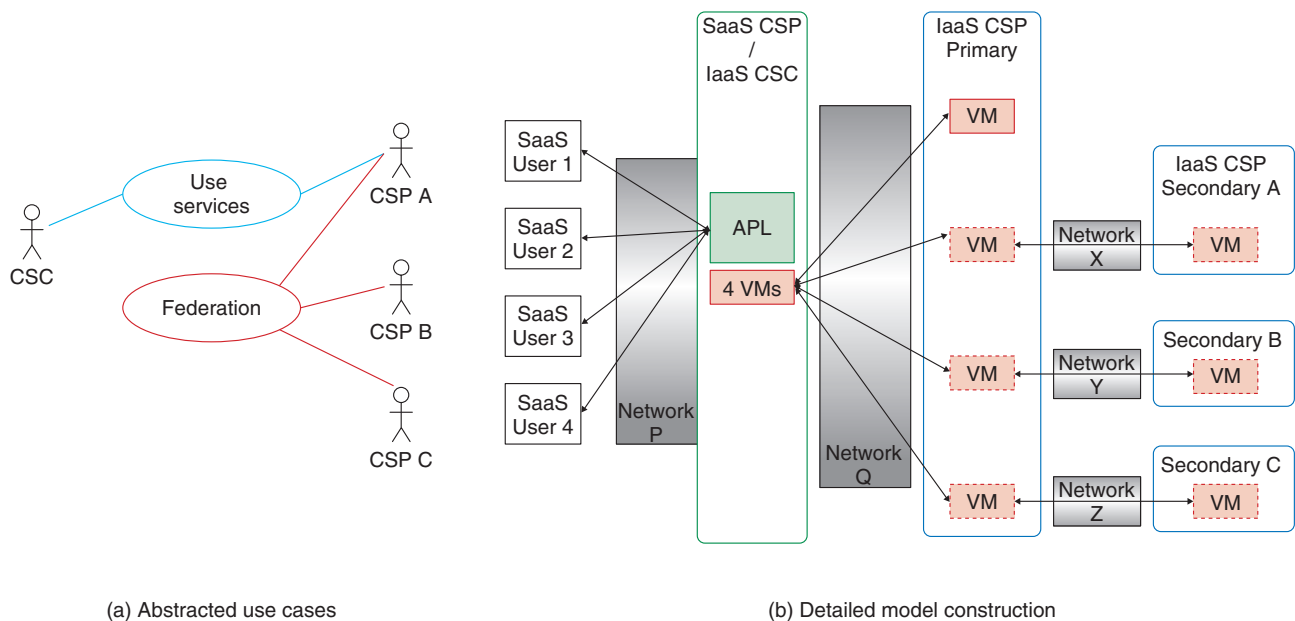 CSC
Use
services
Federation
CSP A
CSP B
CSP C
(a) Abstracted use cases
SaaS
User 1
SaaS
User 2
SaaS
User 3
SaaS
User 4
Network
P
SaaS CSP
/
IaaS CSC
APL
4 VMs
Network
Q
IaaS CSP
Primary
VM
VM
VM
VM
Network
X
Network
Y
Network
Z
IaaS CSP
Secondary A
VM
Secondary B
VM
Secondary C
VM
(b) Detailed model construction